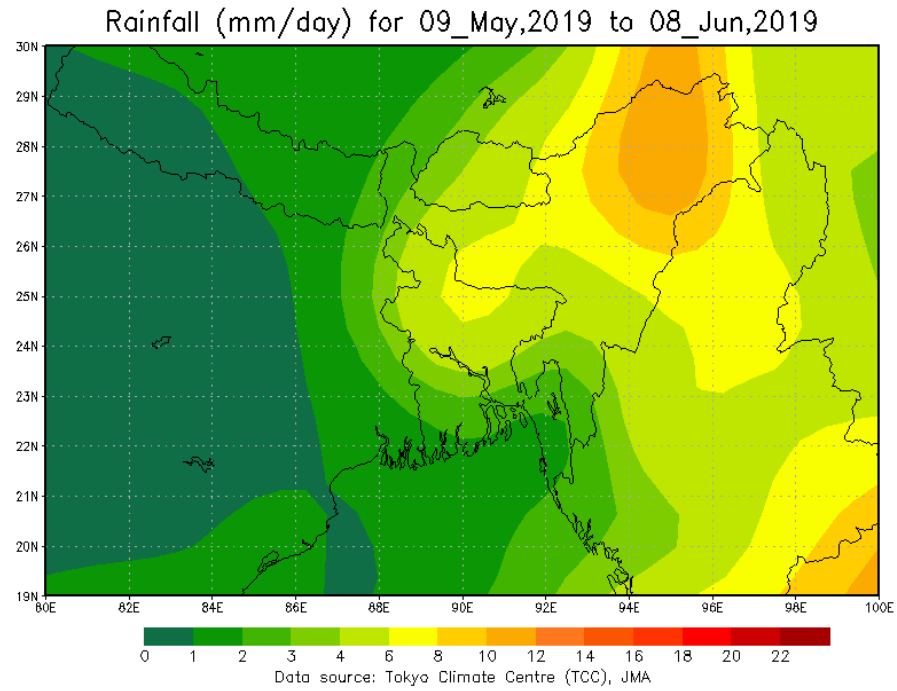 Rainfall (mm/day) for 09_May,2019 to 08_Jun,2019
30N
29N
28N
27N
26N
25N
24N
23N
22N
21N
20N
19N
80E 82E 84E 86E 88E 90E 92E 94E 96E 98E 100E
0 1 2 3 4 6 8 10 12 14 16 18 20 22
Data source: Tokyo Climate Centre (TCC), JMA